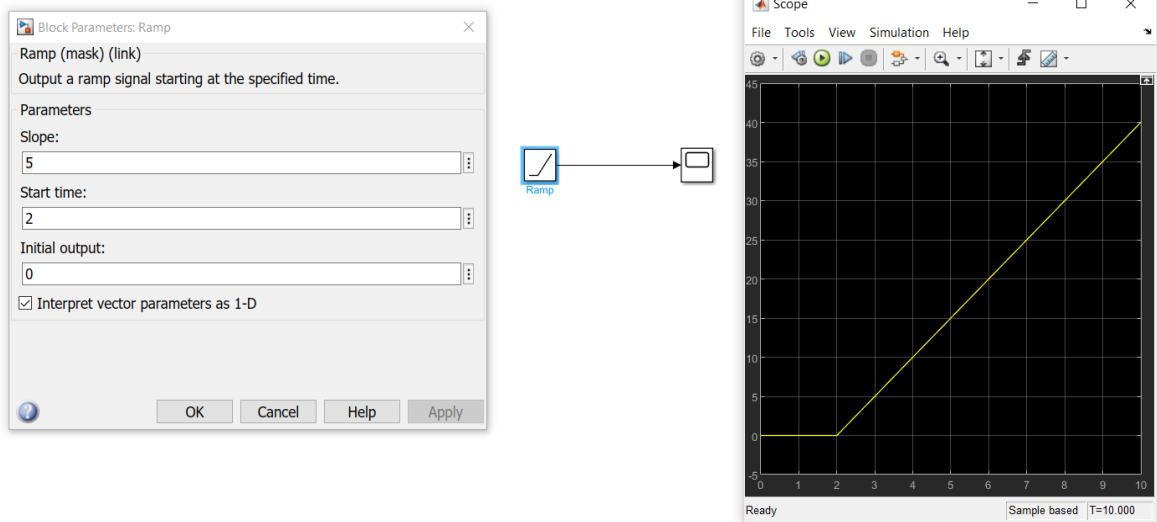 Block Parameters: Ramp
Ramp (mask) (link)
Output a ramp signal starting at the specified time.
Parameters
Slope:
5
Start time:
2
Initial output:
0
Interpret vector parameters as 1-D
OK Cancel Help Apply
Ramp
Scope
File Tools View Simulation Help
45
40
35
30
25
20
15
10
5
0
-5
0 1 2 3 4 5 6 7 8 9 10
Ready Sample based T=10.000